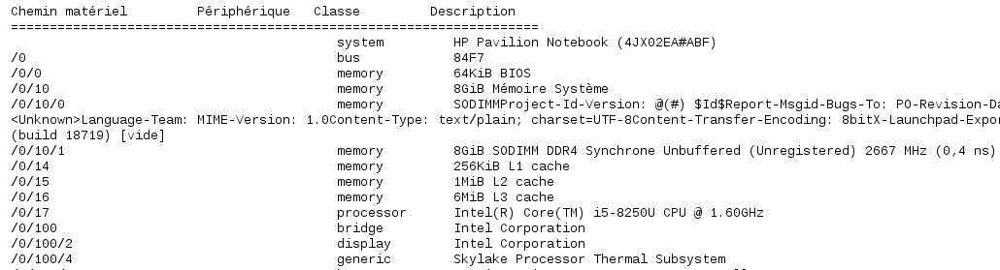 Chemin matériel         Périphérique   Classe         Description
====================================================================
                                          system         HP Pavilion Notebook (4JX02EA#ABF)
/0                                        bus            84F7
/0/0                                      memory         64KiB BIOS
/0/10                                     memory         8GiB Mémoire Système
/0/10/0                                   memory         SODIMMProject-Id-Version: @(#) $Id$Report-Msgid-Bugs-To: PO-Revision-Da
<Unknown>Language-Team: MIME-Version: 1.0Content-Type: text/plain; charset=UTF-8Content-Transfer-Encoding: 8bitX-Launchpad-Expor
(build 18719) [vide]
/0/10/1                                   memory         8GiB SODIMM DDR4 Synchrone Unbuffered (Unregistered) 2667 MHz (0,4 ns)
/0/14                                     memory         256KiB L1 cache
/0/15                                     memory         1MiB L2 cache
/0/16                                     memory         6MiB L3 cache
/0/17                                     processor      Intel(R) Core(TM) i5-8250U CPU @ 1.60GHz
/0/100                                    bridge         Intel Corporation
/0/100/2                                  display        Intel Corporation
/0/100/4                                  generic        Skylake Processor Thermal Subsystem